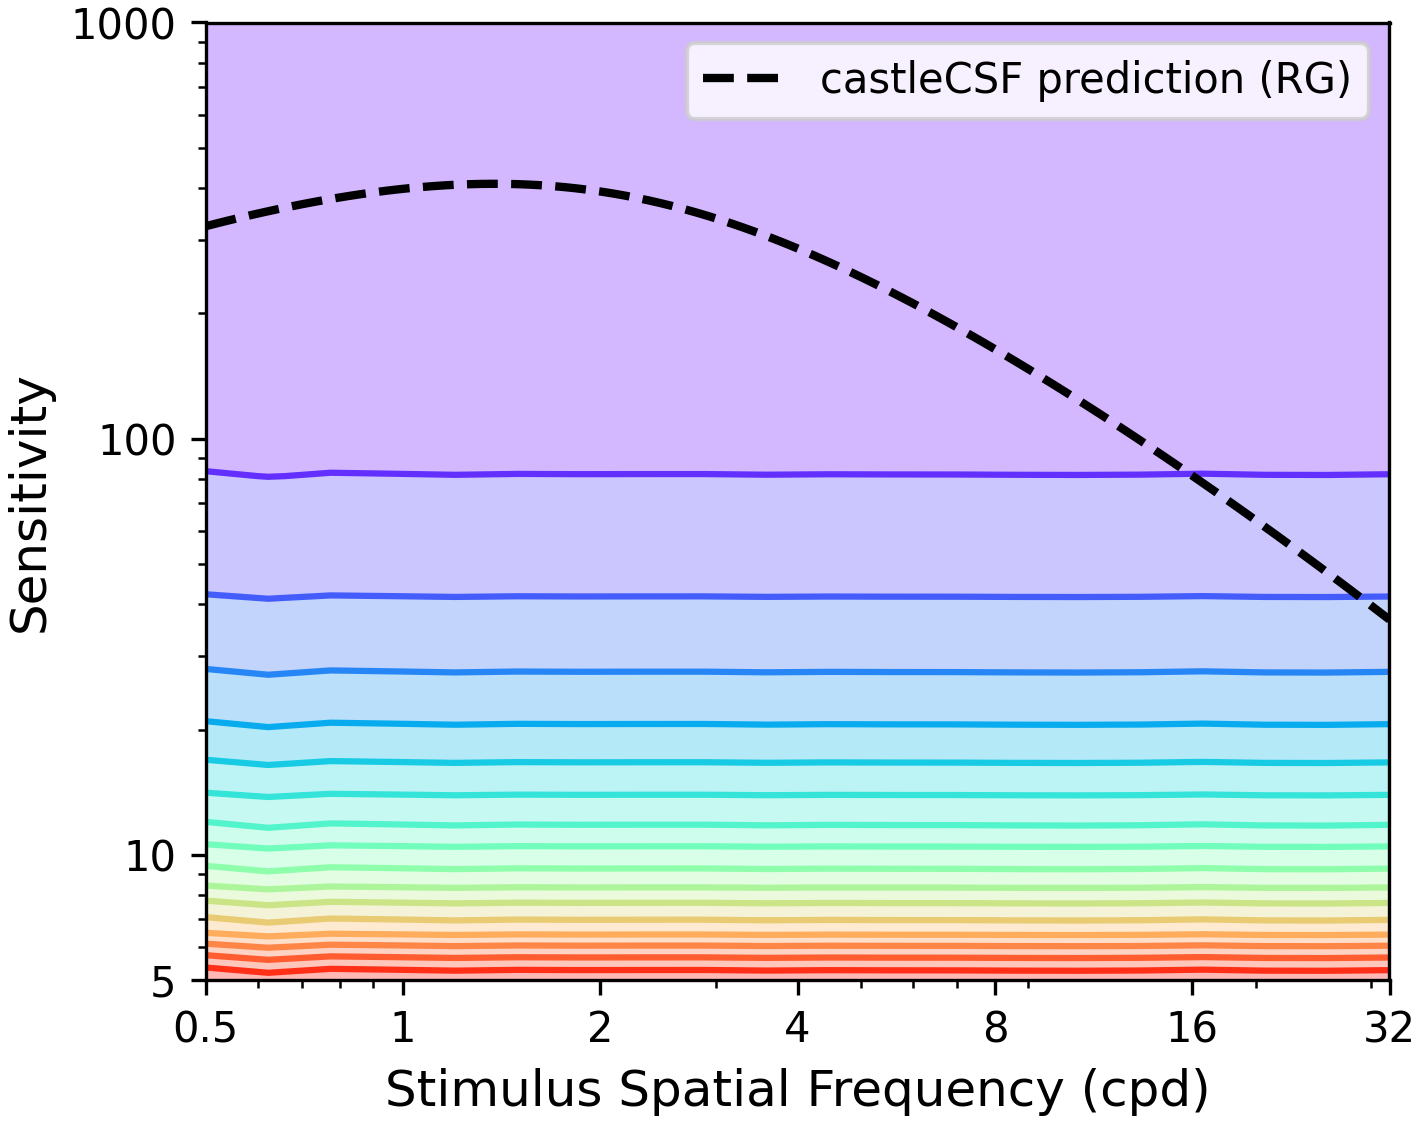 1000
castleCSF prediction (RG)
100
Sensitivity
10
5
0.5 1 2 4 8 16 32
Stimulus Spatial Frequency (cpd)